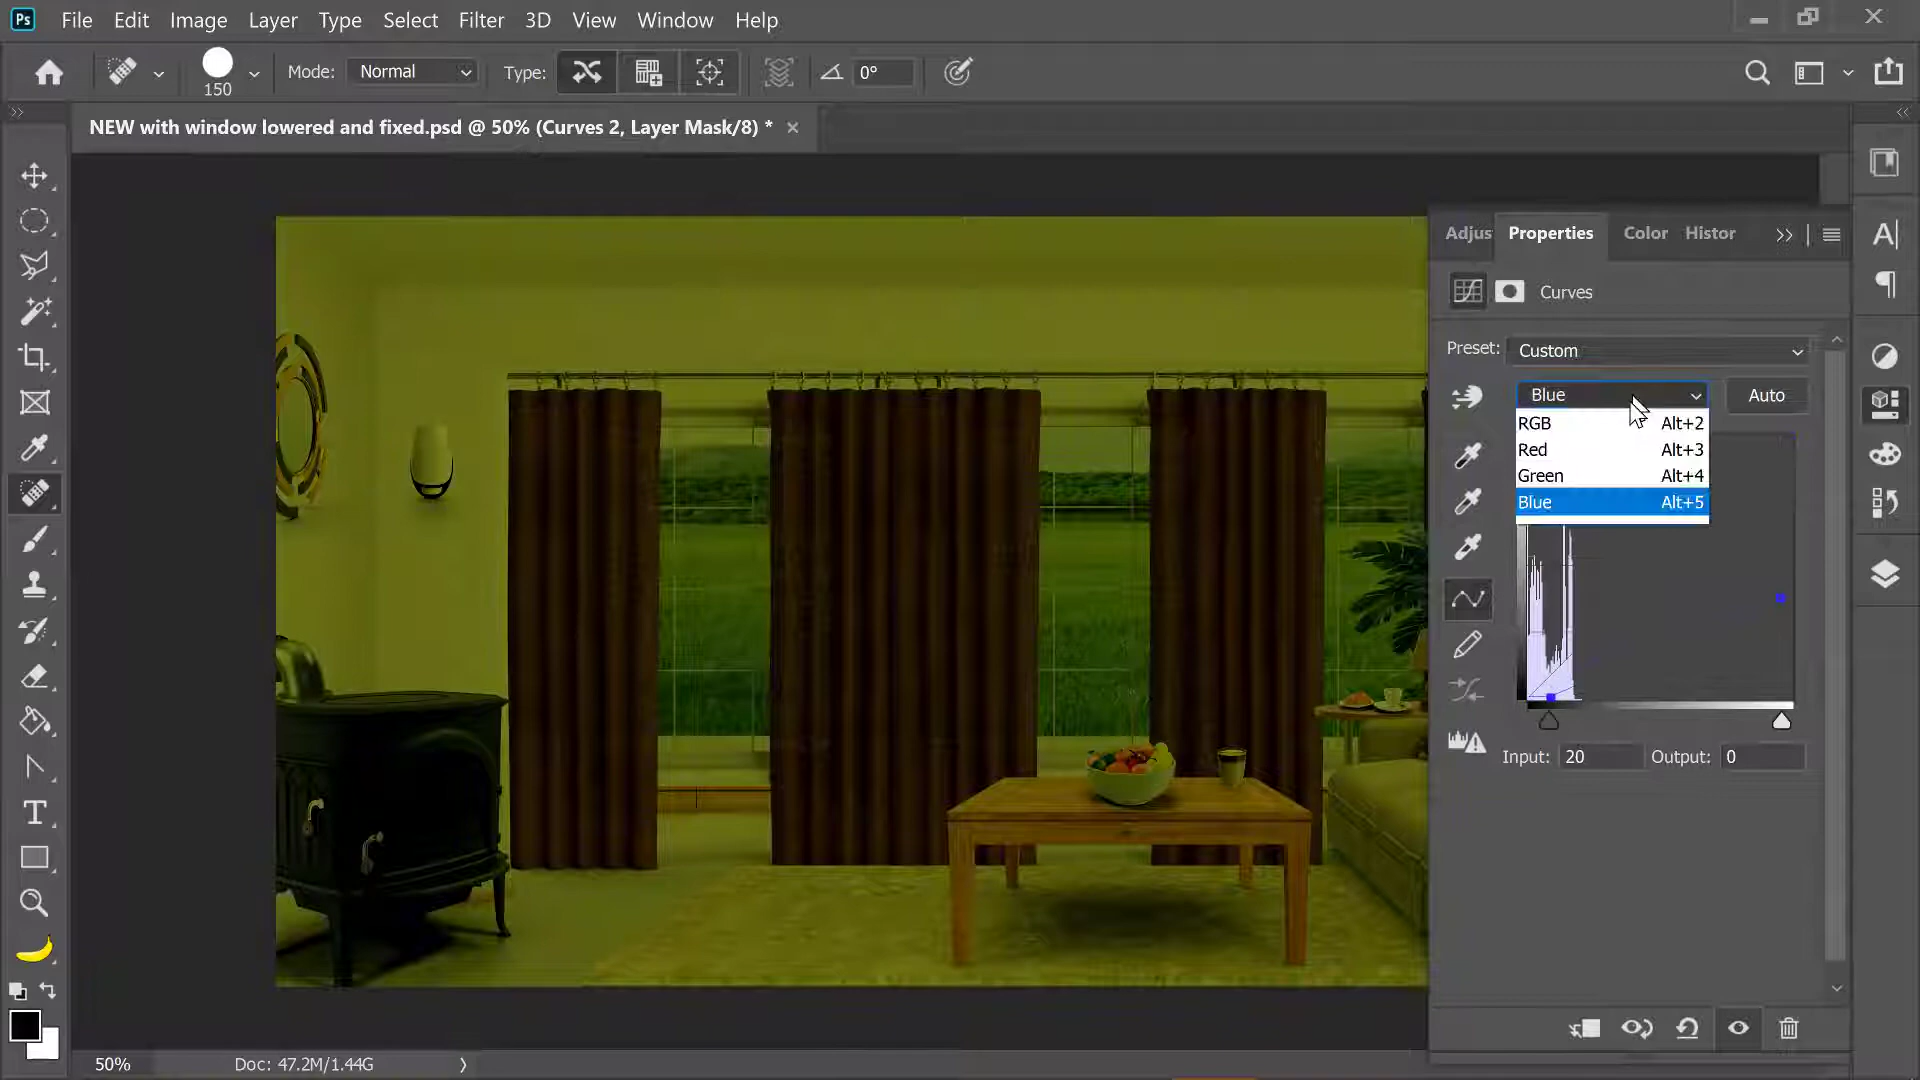 Ps File Edit Image Layer Type Select Filter 3D View Window Help
150 Mode: Normal Type: 0°
NEW with window lowered and fixed.psd @ 50% (Curves 2, Layer Mask/8) * ×
Adjus Properties Color Histor
Curves
Preset: Custom
Blue Auto
RGB Alt+2
Red Alt+3
Green Alt+4
Blue Alt+5
Input: 20 Output: 0
50% Doc: 47.2M/1.44G